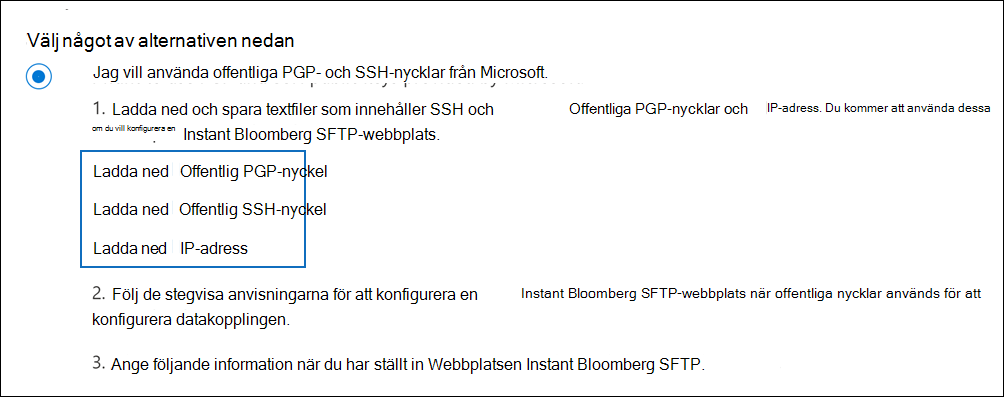 Välj något av alternativen nedan
Jag vill använda offentliga PGP- och SSH-nycklar från Microsoft.
1. Ladda ned och spara textfiler som innehåller SSH och Offentliga PGP-nycklar och IP-adress. Du kommer att använda dessa
om du vill konfigurera en Instant Bloomberg SFTP-webbplats.
Ladda ned Offentlig PGP-nyckel
Ladda ned Offentlig SSH-nyckel
Ladda ned IP-adress
2. Följ de stegvisa anvisningarna för att konfigurera en Instant Bloomberg SFTP-webbplats när offentliga nycklar används för att
konfigurera datakopplingen.
3. Ange följande information när du har ställt in Webbplatsen Instant Bloomberg SFTP.